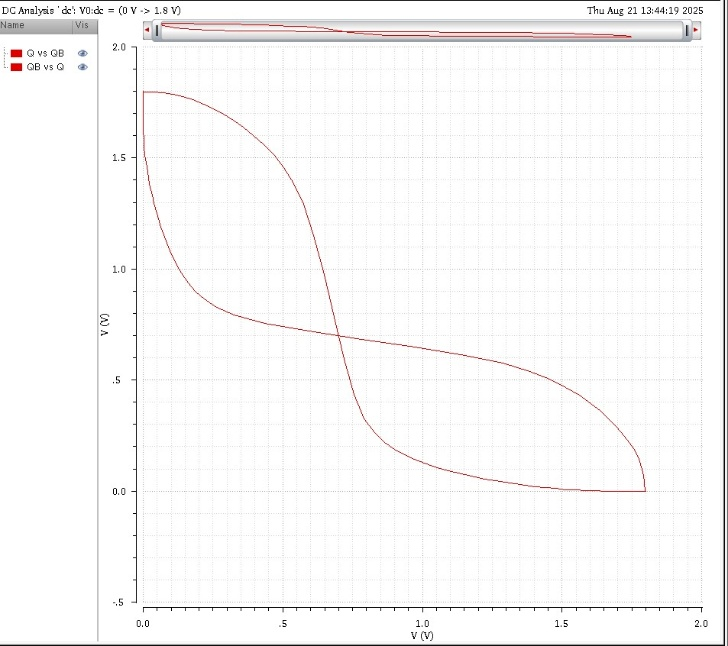 DC Analysis `dc': V0:dc = (0 V -> 1.8 V)
Thu Aug 21 13:44:19 2025
Name Vis
Q vs QB
QB vs Q
2.0
1.5
1.0
.5
0.0
-.5
V (V)
0.0 .5 1.0 1.5 2.0
V (V)